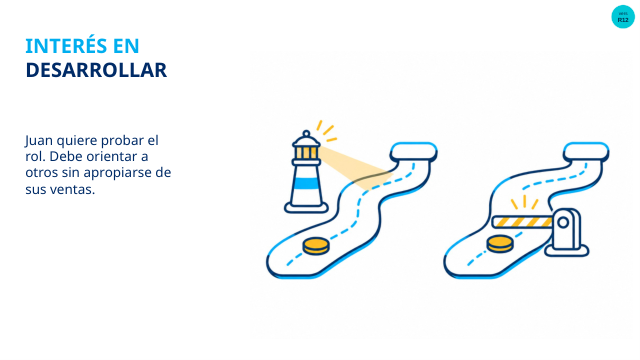 INTERÉS EN
DESARROLLAR
Juan quiere probar el
rol. Debe orientar a
otros sin apropiarse de
sus ventas.
R12